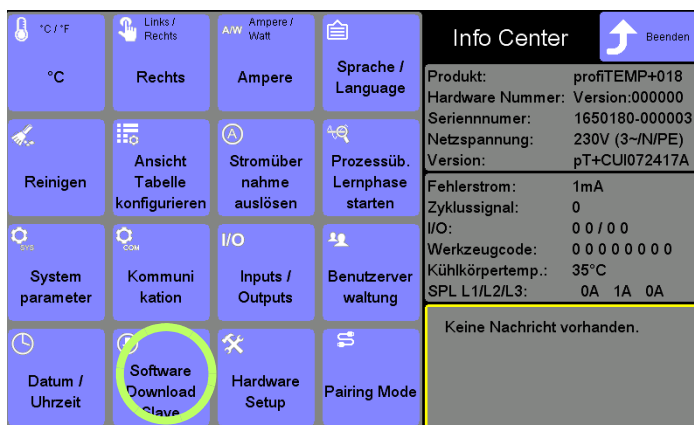 °C / °F
°C
Links /
Rechts
Rechts
A/W
Ampere /
Watt
Ampere
Sprache /
Language
Reinigen
Ansicht
Tabelle
konfigurieren
A
Stromüber
nahme
auslösen
Prozessüb.
Lernphase
starten
SYS
System
parameter
COM
Kommuni
kation
I/O
Inputs /
Outputs
Benutzerver
waltung
Datum /
Uhrzeit
Software
Download
Slave
Hardware
Setup
Pairing Mode
Info Center
Beenden
Produkt: profiTEMP+018
Hardware Nummer: Version:000000
Seriennnumer: 1650180-000003
Netzspannung: 230V (3~/N/PE)
Version: pT+CUI072417A
Fehlerstrom: 1mA
Zyklussignal: 0
I/O: 0 0 / 0 0
Werkzeugcode: 0 0 0 0 0 0 0 0
Kühlkörpertemp.: 35°C
SPL L1/L2/L3: 0A 1A 0A
Keine Nachricht vorhanden.